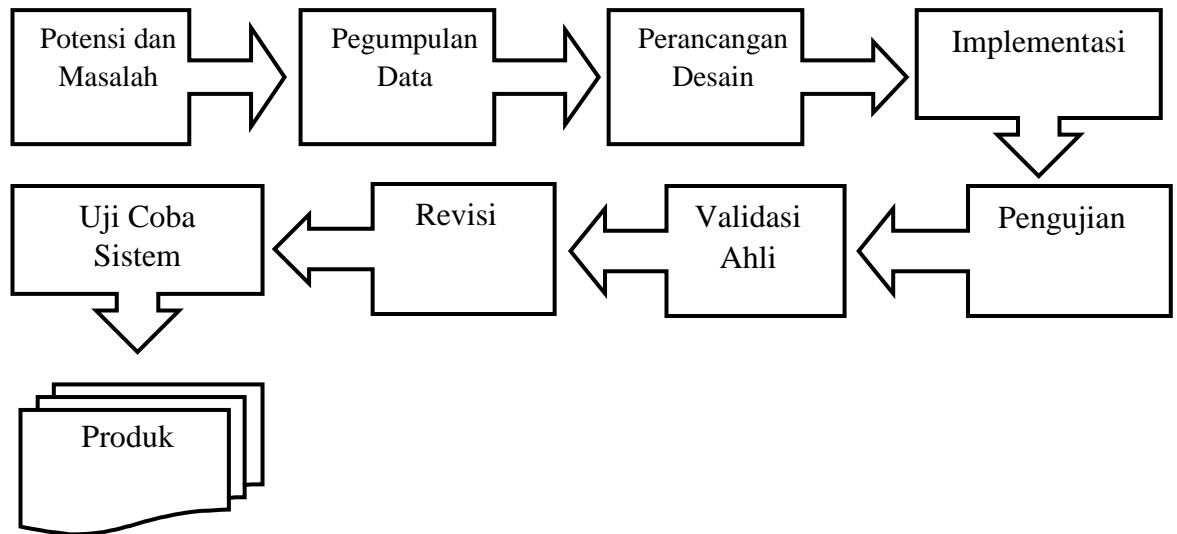 Potensi dan
Masalah
Pegumpulan
Data
Perancangan
Desain
Implementasi
Pengujian
Validasi
Ahli
Revisi
Uji Coba
Sistem
Produk